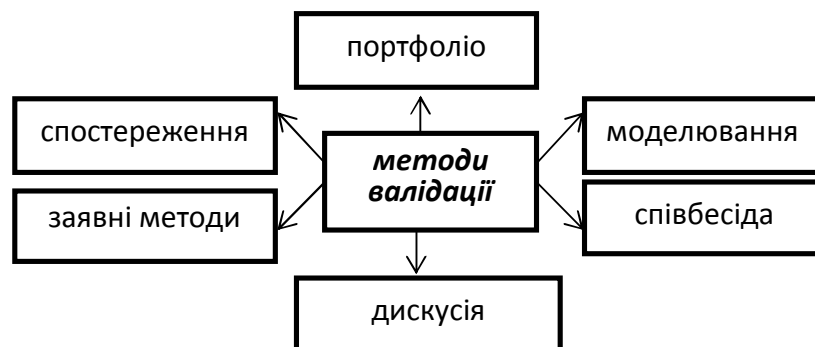 портфоліо
спостереження
моделювання
методи
валідації
заявні методи
співбесіда
дискусія